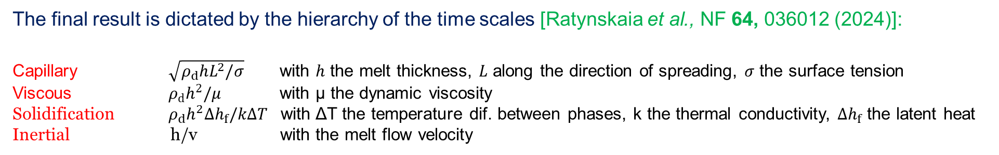 The final result is dictated by the hierarchy of the time scales [Ratynskaia et al., NF 64, 036012 (2024)]:
Capillary √ρ_d hL²/σ with h the melt thickness, L along the direction of spreading, σ the surface tension
Viscous ρ_d h²/μ with μ the dynamic viscosity
Solidification ρ_d h²Δh_f/kΔT with ΔT the temperature dif. between phases, k the thermal conductivity, Δh_f the latent heat
Inertial h/v with the melt flow velocity